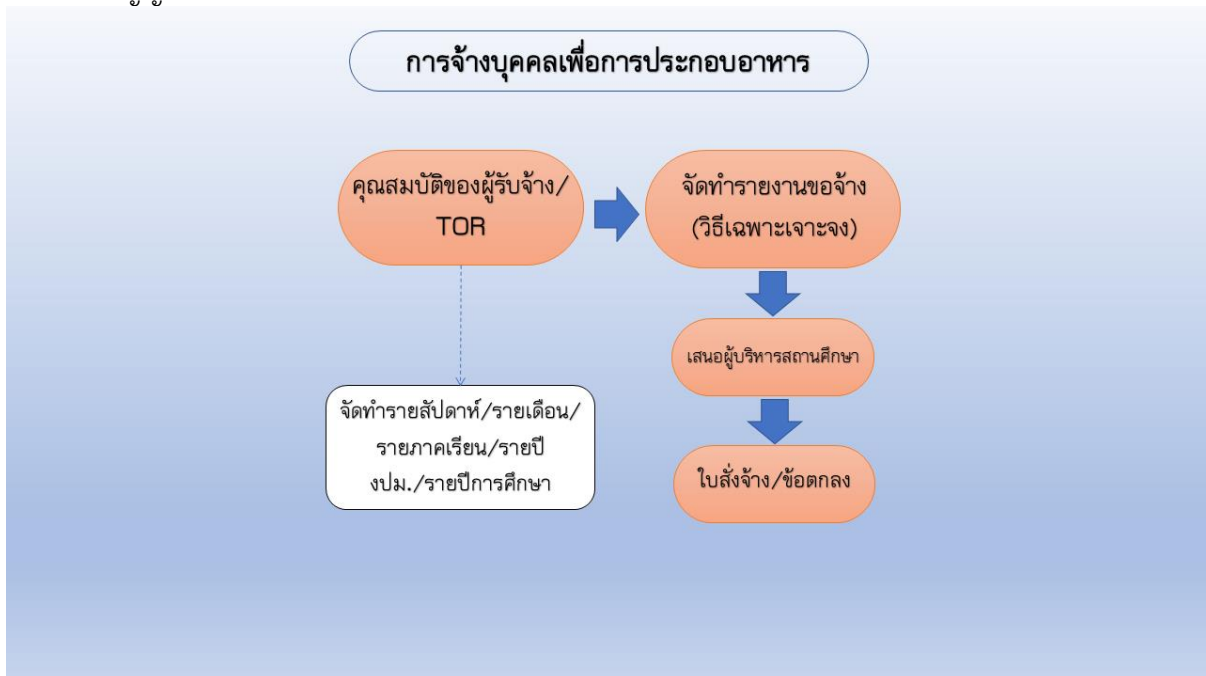 การจ้างบุคคลเพื่อการประกอบอาหาร
คุณสมบัติของผู้รับจ้าง/
TOR
จัดทำรายงานขอจ้าง
(วิธีเฉพาะเจาะจง)
เสนอผู้บริหารสถานศึกษา
จัดทำรายสัปดาห์/รายเดือน/
รายภาคเรียน/รายปี
งปม./รายปีการศึกษา
ใบสั่งจ้าง/ข้อตกลง